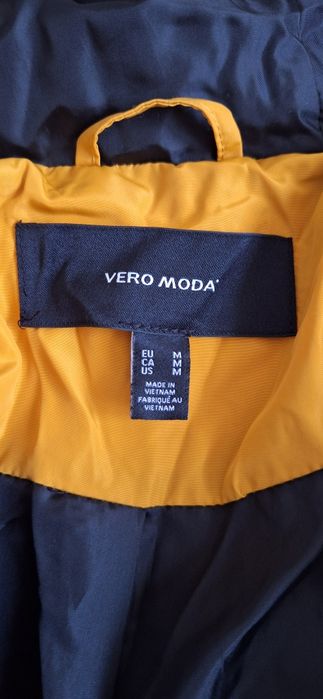 VERO MODA
EU M
CA M
US M
MADE IN
VIETNAM
FABRIQUÉ AU
VIETNAM